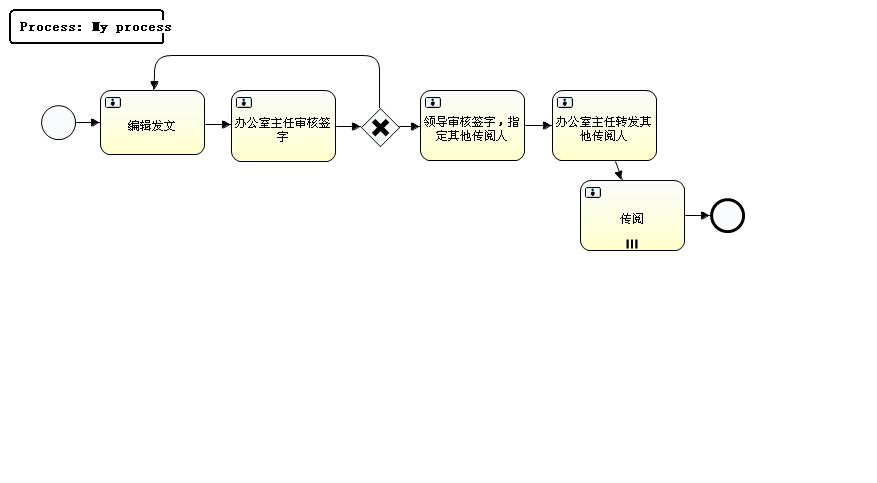 Process: My process
编辑发文
办公室主任审核签
字
领导审核签字，指
定其他传阅人
办公室主任转发其
他传阅人
传阅